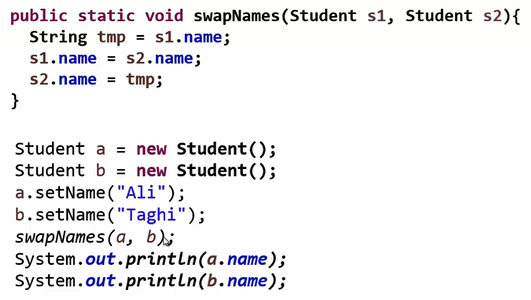 public static void swapNames(Student s1, Student s2){
String tmp = s1.name;
s1.name = s2.name;
s2.name = tmp;
}
Student a = new Student();
Student b = new Student();
a.setName("Ali");
b.setName("Taghi");
swapNames(a, b);
System.out.println(a.name);
System.out.println(b.name);